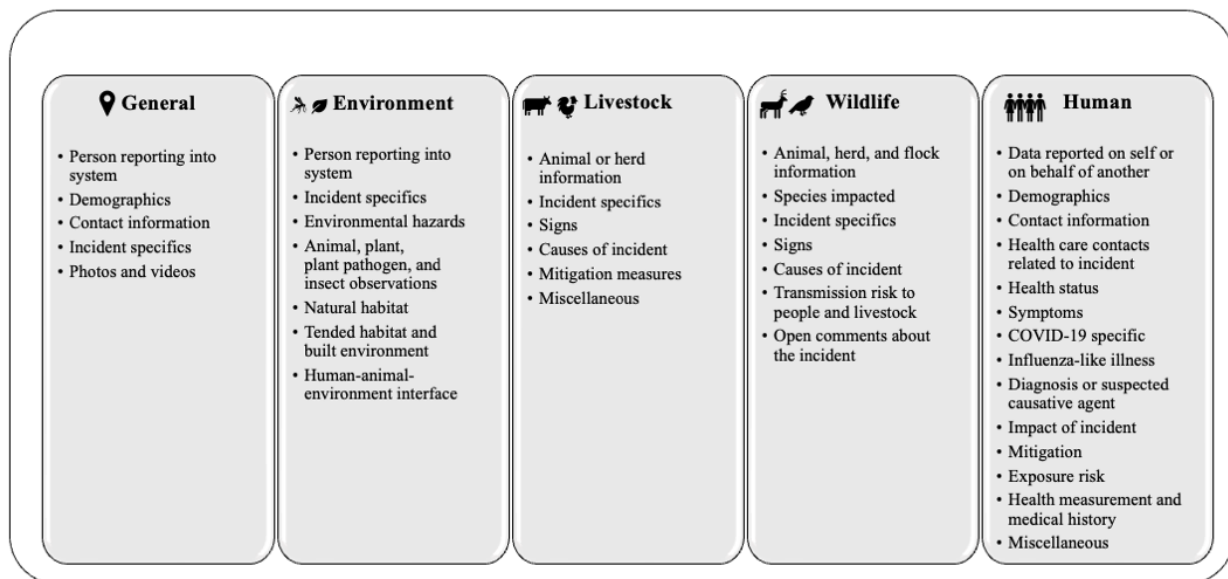 General
• Person reporting into
system
• Demographics
• Contact information
• Incident specifics
• Photos and videos
Environment
• Person reporting into
system
• Incident specifics
• Environmental hazards
• Animal, plant,
plant pathogen, and
insect observations
• Natural habitat
• Tended habitat and
built environment
• Human-animal-
environment interface
Livestock
• Animal or herd
information
• Incident specifics
• Signs
• Causes of incident
• Mitigation measures
• Miscellaneous
Wildlife
• Animal, herd, and flock
information
• Species impacted
• Incident specifics
• Signs
• Causes of incident
• Transmission risk to
people and livestock
• Open comments about
the incident
Human
• Data reported on self or
on behalf of another
• Demographics
• Contact information
• Health care contacts
related to incident
• Health status
• Symptoms
• COVID-19 specific
• Influenza-like illness
• Diagnosis or suspected
causative agent
• Impact of incident
• Mitigation
• Exposure risk
• Health measurement and
medical history
• Miscellaneous